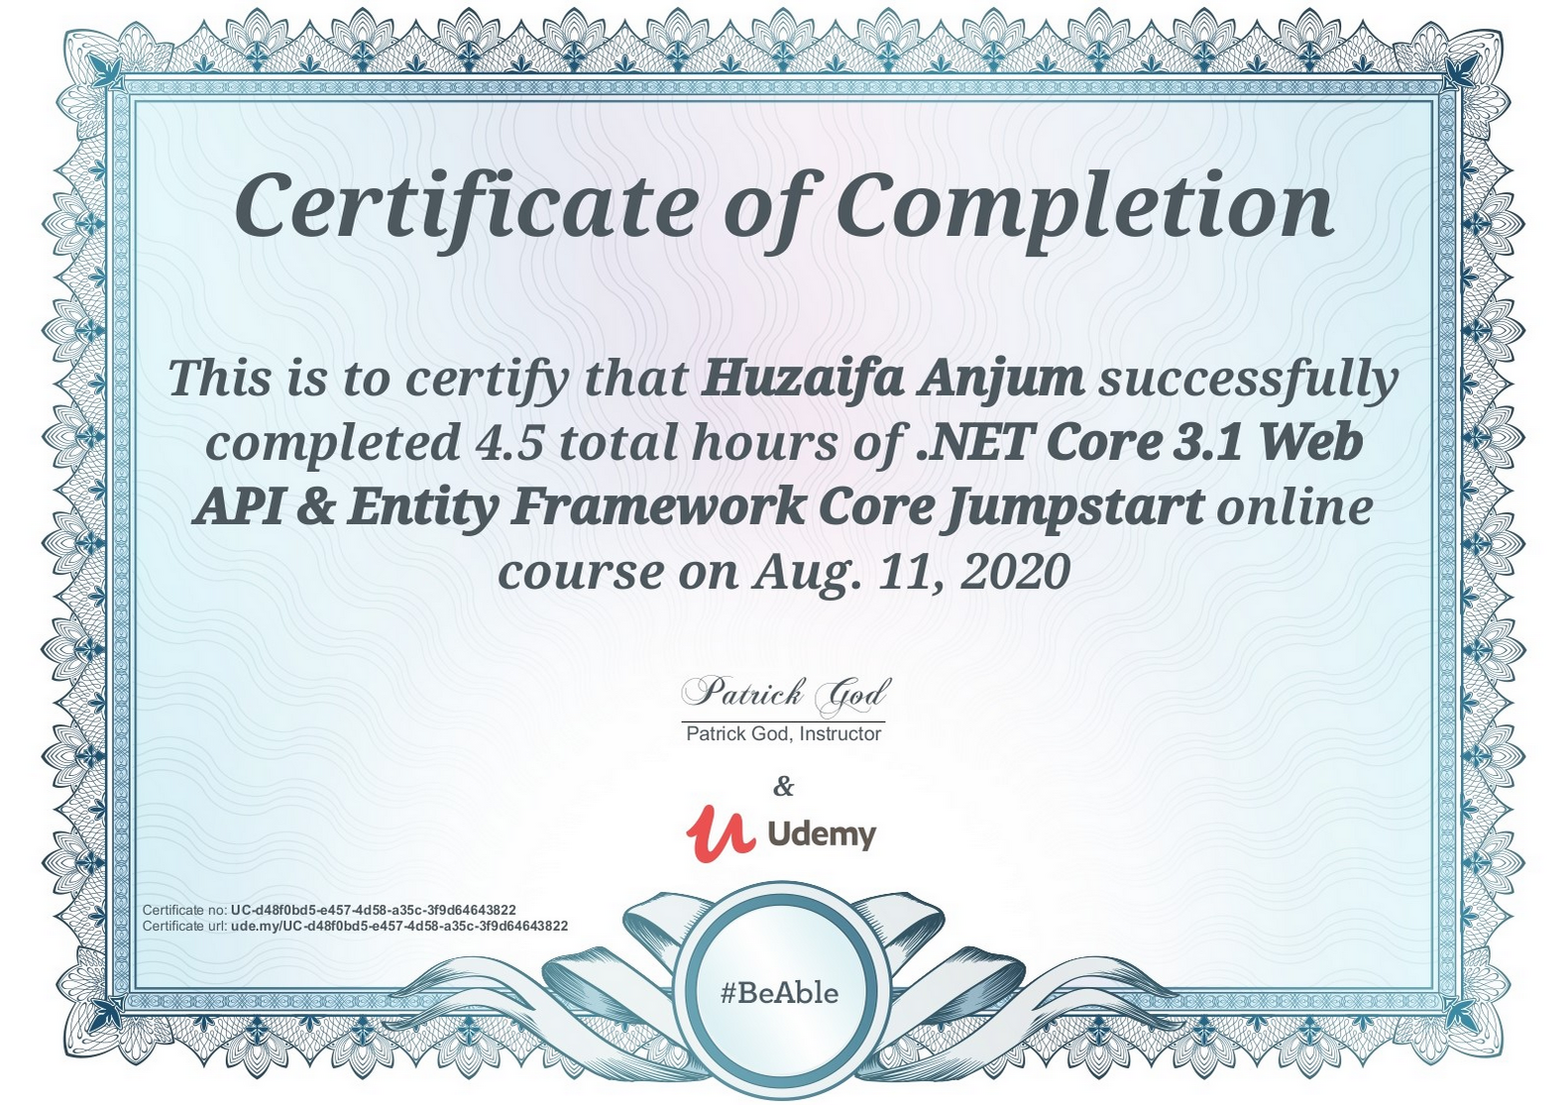 Certificate of Completion
This is to certify that Huzaifa Anjum successfully
completed 4.5 total hours of .NET Core 3.1 Web
API & Entity Framework Core Jumpstart online
course on Aug. 11, 2020
Patrick God
Patrick God, Instructor
&
Udemy
Certificate no: UC-d48f0bd5-e457-4d58-a35c-3f9d64643822
Certificate url: ude.my/UC-d48f0bd5-e457-4d58-a35c-3f9d64643822
#BeAble